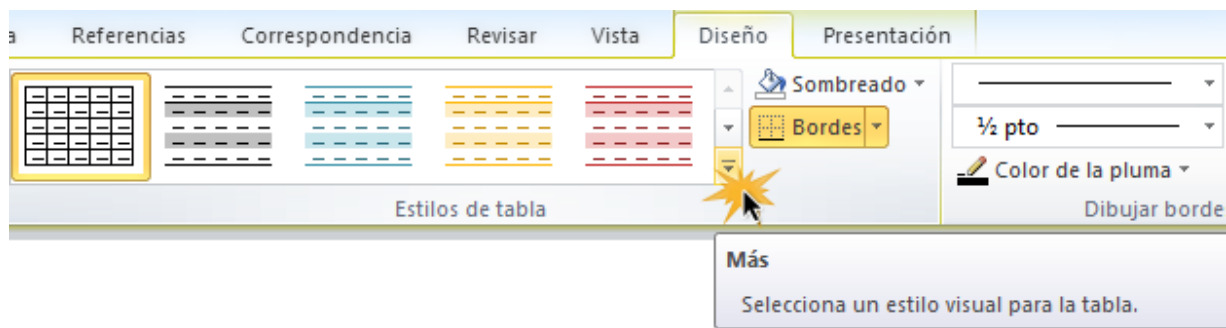 a Referencias Correspondencia Revisar Vista Diseño Presentación
Sombreado
Bordes
½ pto
Color de la pluma
Estilos de tabla
Dibujar borde
Más
Selecciona un estilo visual para la tabla.